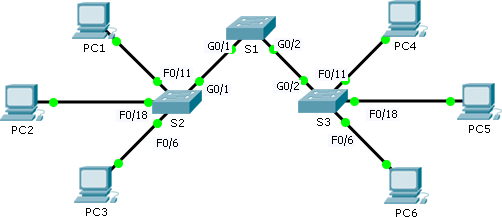 PC1
F0/11
G0/1
S1
G0/2
F0/11
PC4
G0/1
G0/2
PC2
F0/18
S2
S3
F0/18
PC5
F0/6
F0/6
PC3
PC6